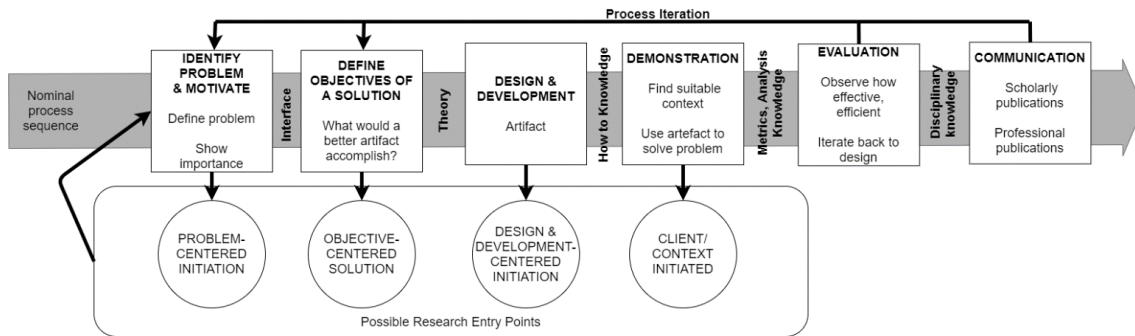 Process Iteration
Nominal
process
sequence
IDENTIFY
PROBLEM
& MOTIVATE
Define problem
Show
importance
Interface
DEFINE
OBJECTIVES OF
A SOLUTION
What would a
better artifact
accomplish?
Theory
DESIGN &
DEVELOPMENT
Artifact
How to Knowledge
DEMONSTRATION
Find suitable
context
Use artefact to
solve problem
Metrics, Analysis
Knowledge
EVALUATION
Observe how
effective,
efficient
Iterate back to
design
Disciplinary
knowledge
COMMUNICATION
Scholarly
publications
Professional
publications
PROBLEM-
CENTERED
INITIATION
OBJECTIVE-
CENTERED
SOLUTION
DESIGN &
DEVELOPMENT-
CENTERED
INITIATION
CLIENT/
CONTEXT
INITIATED
Possible Research Entry Points